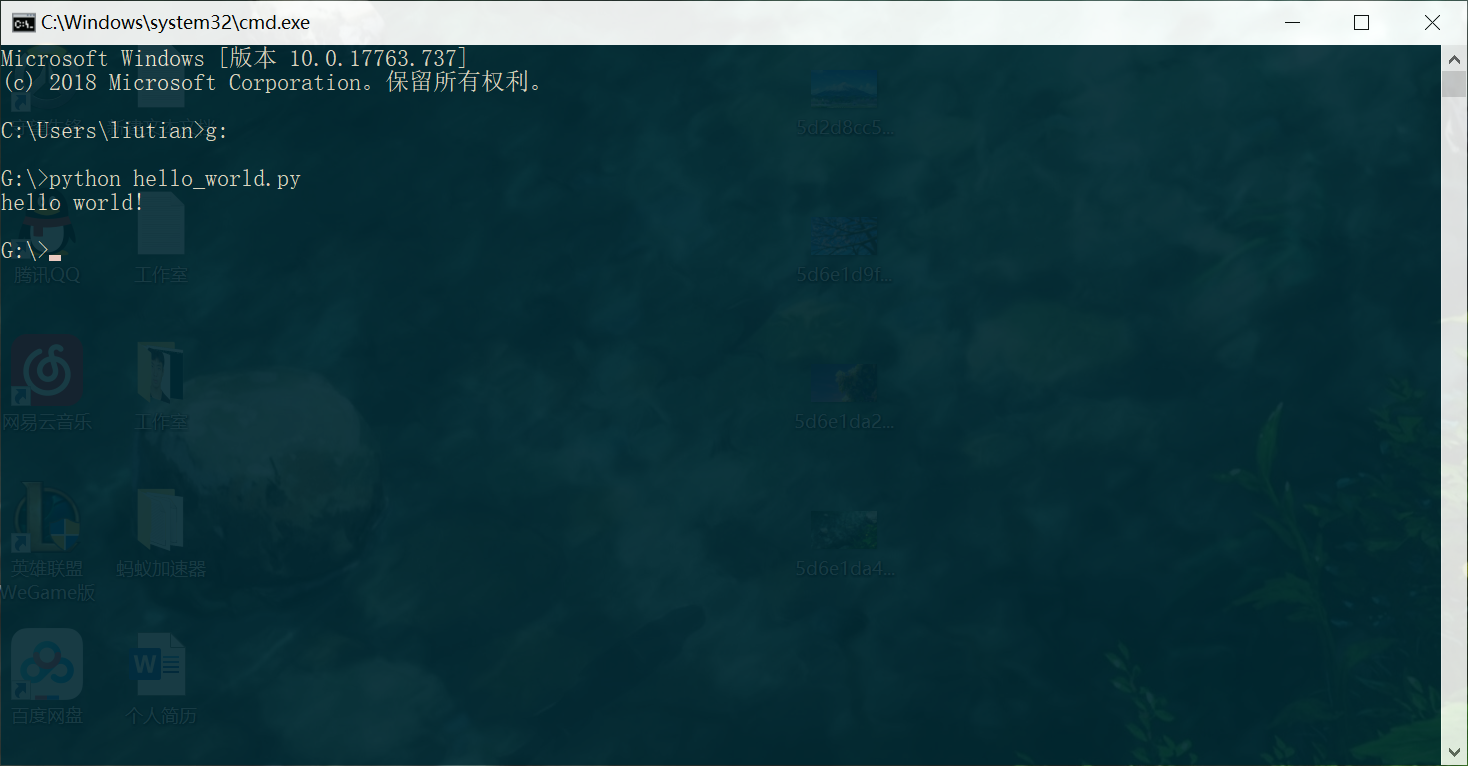 C:\Windows\system32\cmd.exe
Microsoft Windows [版本 10.0.17763.737]
(c) 2018 Microsoft Corporation。保留所有权利。
C:\Users\liutian>g:
G:\>python hello_world.py
hello world!
G:\>
5d2d8cc5...
腾讯QQ
工作室
5d6e1d9f...
网易云音乐
工作室
5d6e1da2...
英雄联盟
WeGame版
蚂蚁加速器
5d6e1da4...
百度网盘
个人简历